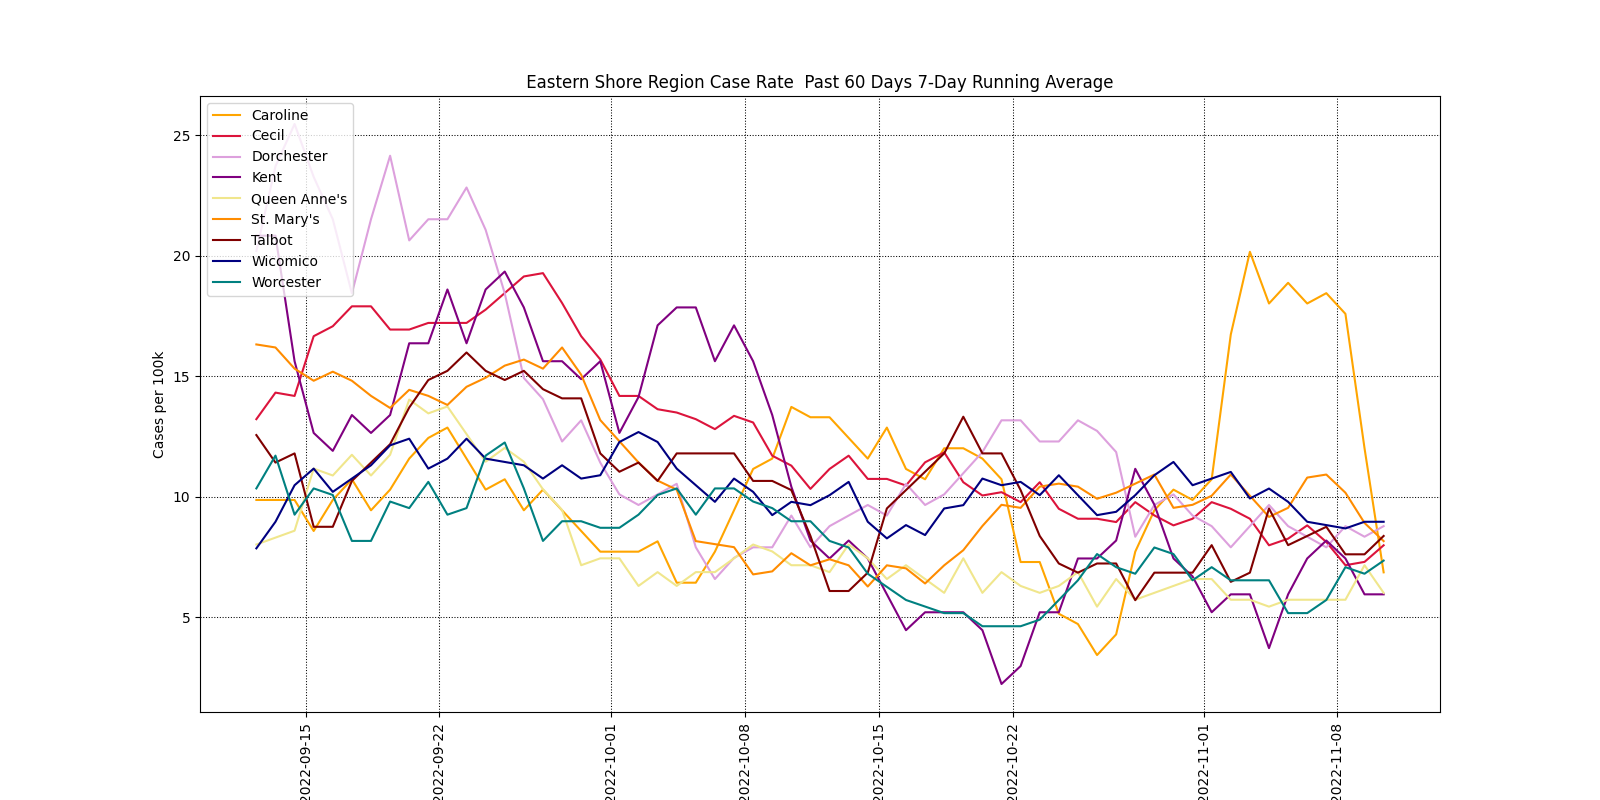 Eastern Shore Region Case Rate  Past 60 Days 7-Day Running Average
Caroline
Cecil
Dorchester
Kent
Queen Anne's
St. Mary's
Talbot
Wicomico
Worcester
Cases per 100k
25
20
15
10
5
2022-09-15
2022-09-22
2022-10-01
2022-10-08
2022-10-15
2022-10-22
2022-11-01
2022-11-08